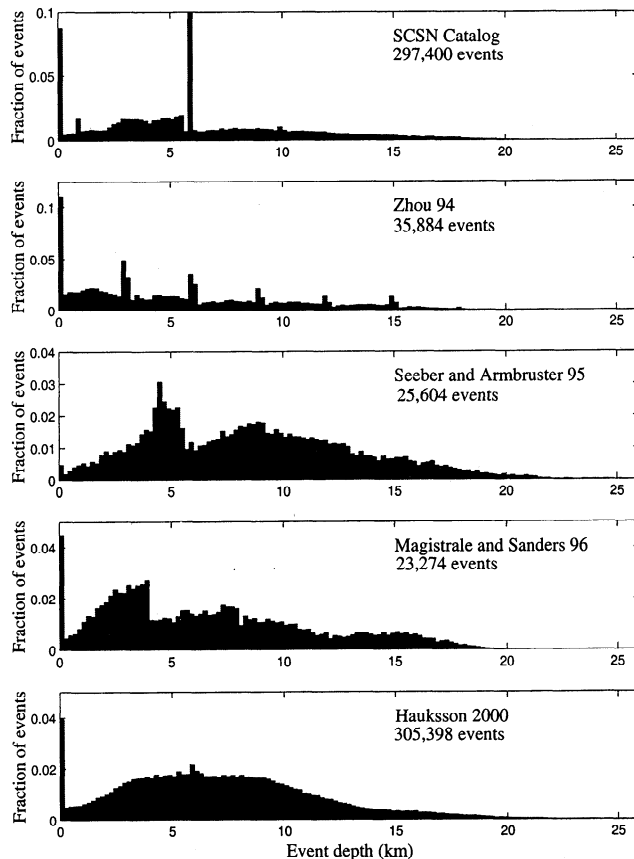 Fraction of events
0.1
0.05
0
SCSN Catalog
297,400 events
0 5 10 15 20 25
Fraction of events
0.1
0.05
0
Zhou 94
35,884 events
0 5 10 15 20 25
Fraction of events
0.04
0.03
0.02
0.01
0
Seeber and Armbruster 95
25,604 events
0 5 10 15 20 25
Fraction of events
0.04
0.02
0
Magistrale and Sanders 96
23,274 events
0 5 10 15 20 25
Fraction of events
0.04
0.02
0
Hauksson 2000
305,398 events
0 5 10 15 20 25
Event depth (km)